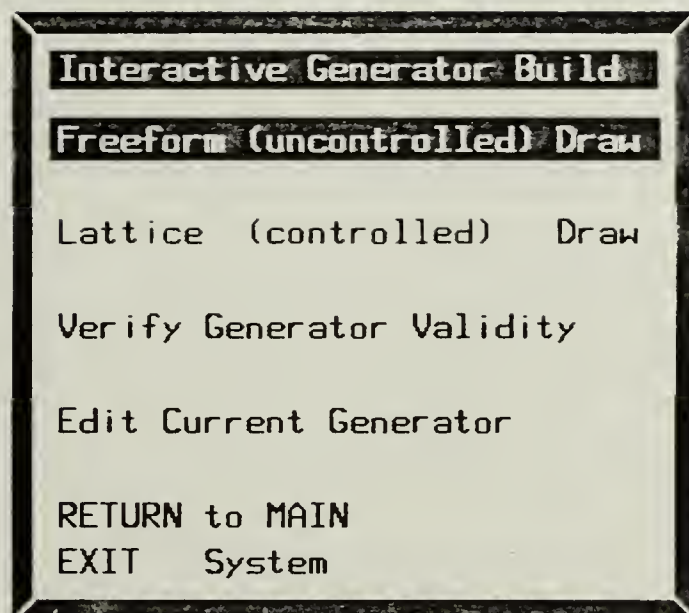 Interactive Generator Build
Freeform (uncontrolled) Draw
Lattice (controlled) Draw
Verify Generator Validity
Edit Current Generator
RETURN to MAIN
EXIT System